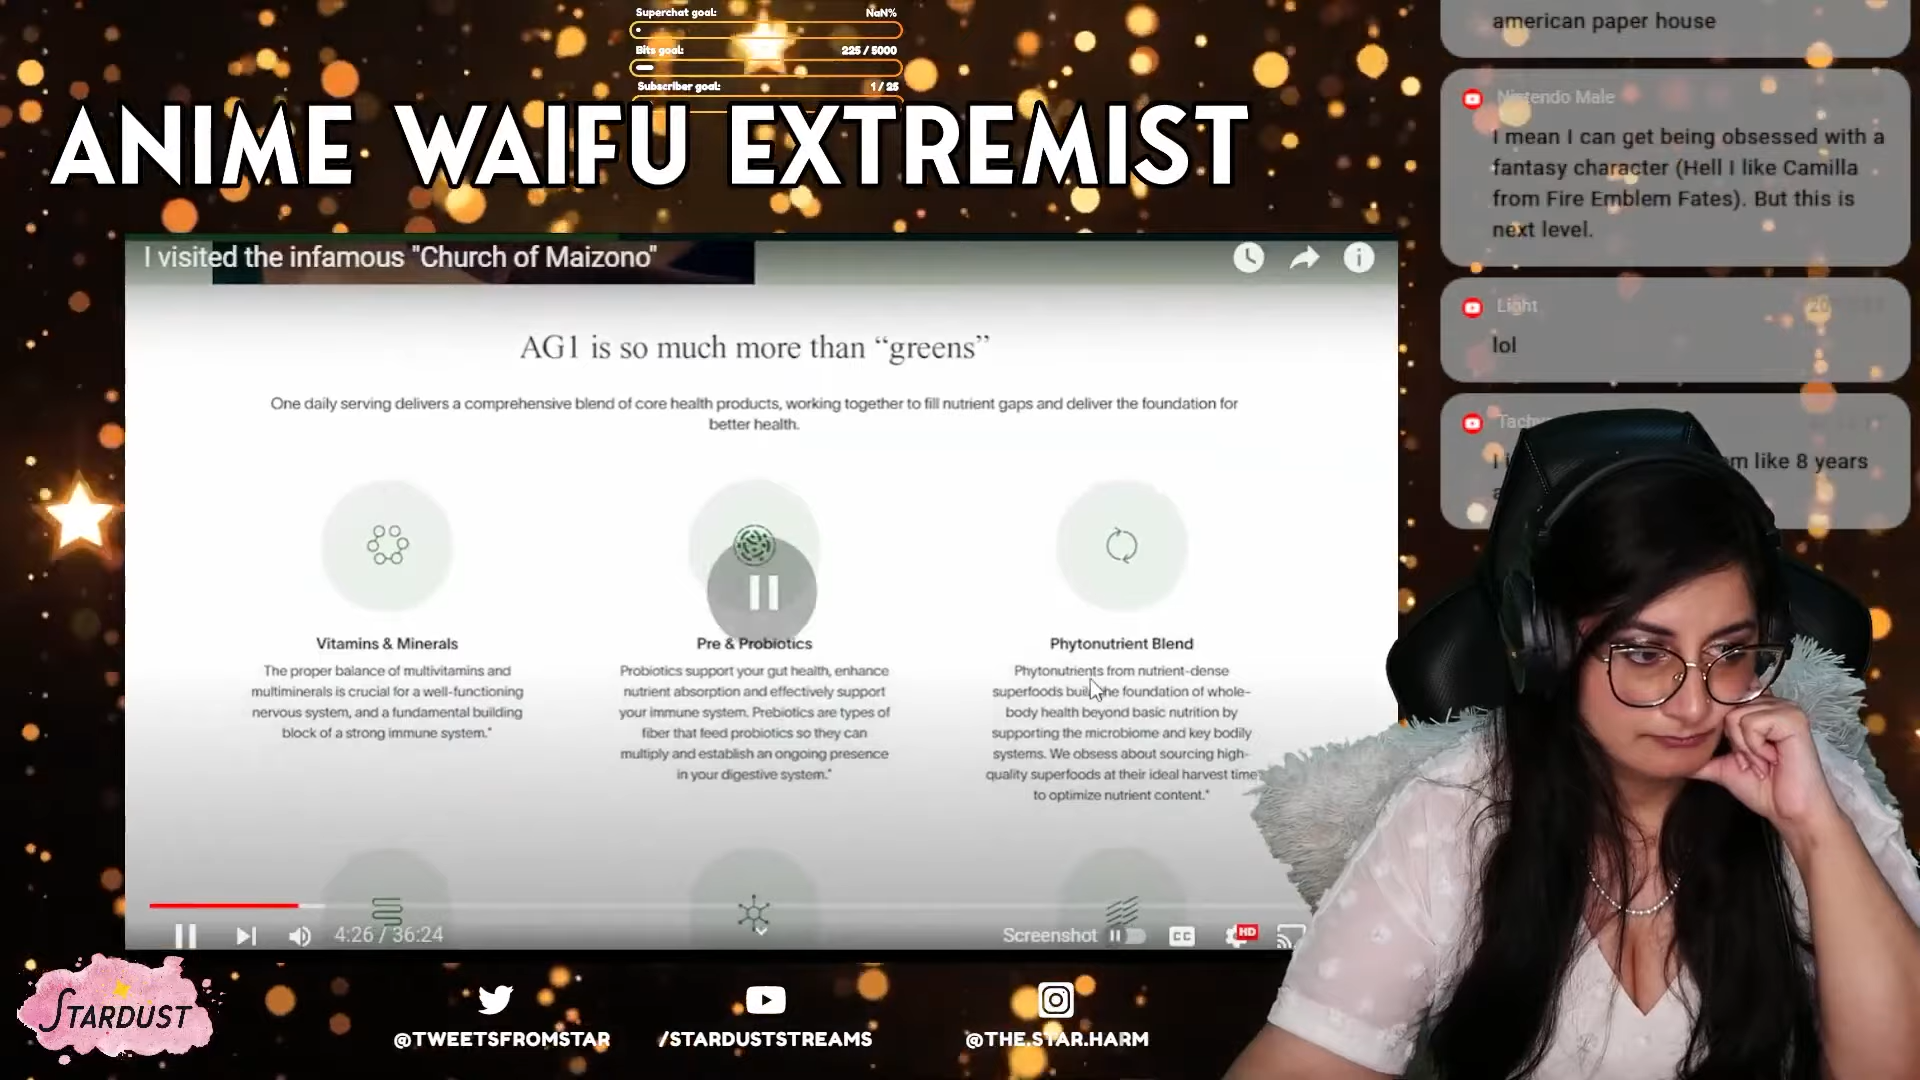 Superchat goal: NaN%
Bits goal: 225 / 5000
Subscriber goal: 1 / 25
ANIME WAIFU EXTREMIST
I visited the infamous "Church of Maizono"
AG1 is so much more than “greens”
One daily serving delivers a comprehensive blend of core health products, working together to fill nutrient gaps and deliver the foundation for
better health.
Vitamins & Minerals
The proper balance of multivitamins and
multiminerals is crucial for a well-functioning
nervous system, and a fundamental building
block of a strong immune system.*
Pre & Probiotics
Probiotics support your gut health, enhance
nutrient absorption and effectively support
your immune system. Prebiotics are types of
fiber that feed probiotics so they can
multiply and establish an ongoing presence
in your digestive system.*
Phytonutrient Blend
Phytonutrients from nutrient-dense
superfoods build the foundation of whole-
body health beyond basic nutrition by
supporting the microbiome and key bodily
systems. We obsess about sourcing high-
quality superfoods at their ideal harvest time
to optimize nutrient content.*
4:26 / 36:24
Screenshot
CC
HD
american paper house
Nintendo Male
I mean I can get being obsessed with a
fantasy character (Hell I like Camilla
from Fire Emblem Fates). But this is
next level.
Light
lol
like 8 years
STARDUST
@TWEETSFROMSTAR
/STARDUSTSTREAMS
@THE.STAR.HARM